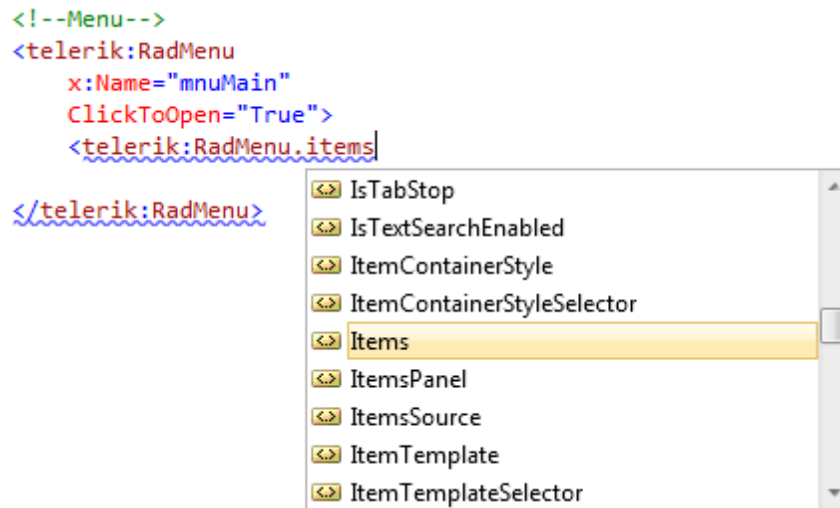 <!--Menu-->
<telerik:RadMenu
x:Name="mnuMain"
ClickToOpen="True">
<telerik:RadMenu.items
IsTabStop
</telerik:RadMenu>
IsTextSearchEnabled
ItemContainerStyle
ItemContainerStyleSelector
Items
ItemsPanel
ItemsSource
ItemTemplate
ItemTemplateSelector